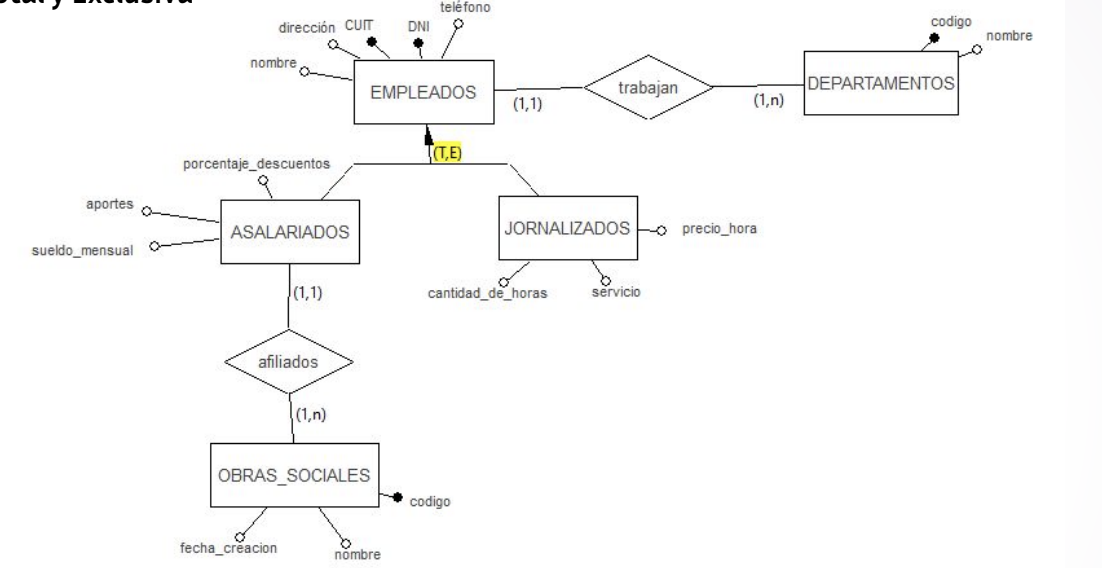 otal y Exclusiva
teléfono
dirección CUIT DNI
codigo
nombre
nombre
EMPLEADOS
trabajan
DEPARTAMENTOS
(1,1)
(1,n)
(T,E)
porcentaje_descuentos
aportes
sueldo_mensual
ASALARIADOS
JORNALIZADOS
precio_hora
cantidad_de_horas
servicio
(1,1)
afiliados
(1,n)
OBRAS_SOCIALES
codigo
fecha_creacion
nombre